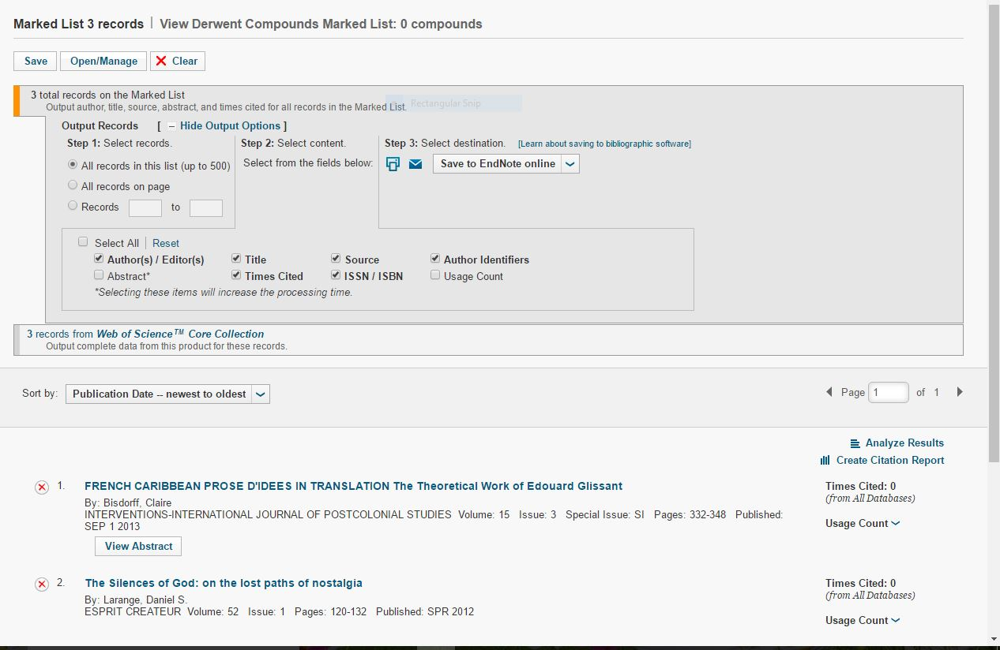 Marked List 3 records | View Derwent Compounds Marked List: 0 compounds
Save Open/Manage Clear
3 total records on the Marked List
Output author, title, source, abstract, and times cited for all records in the Marked List.
Rectangular Snip
Output Records [ – Hide Output Options ]
Step 1: Select records. Step 2: Select content. Step 3: Select destination. [Learn about saving to bibliographic software]
All records in this list (up to 500) Select from the fields below: Save to EndNote online
All records on page
Records to
Select All | Reset
Author(s) / Editor(s) Title Source Author Identifiers
Abstract* Times Cited ISSN / ISBN Usage Count
*Selecting these items will increase the processing time.
3 records from Web of Science™ Core Collection
Output complete data from this product for these records.
Sort by: Publication Date -- newest to oldest Page 1 of 1
Analyze Results
Create Citation Report
1. FRENCH CARIBBEAN PROSE D'IDEES IN TRANSLATION The Theoretical Work of Edouard Glissant Times Cited: 0
By: Bisdorff, Claire (from All Databases)
INTERVENTIONS-INTERNATIONAL JOURNAL OF POSTCOLONIAL STUDIES Volume: 15 Issue: 3 Special Issue: SI Pages: 332-348 Published:
SEP 1 2013 Usage Count
View Abstract
2. The Silences of God: on the lost paths of nostalgia Times Cited: 0
By: Larange, Daniel S. (from All Databases)
ESPRIT CREATEUR Volume: 52 Issue: 1 Pages: 120-132 Published: SPR 2012
Usage Count